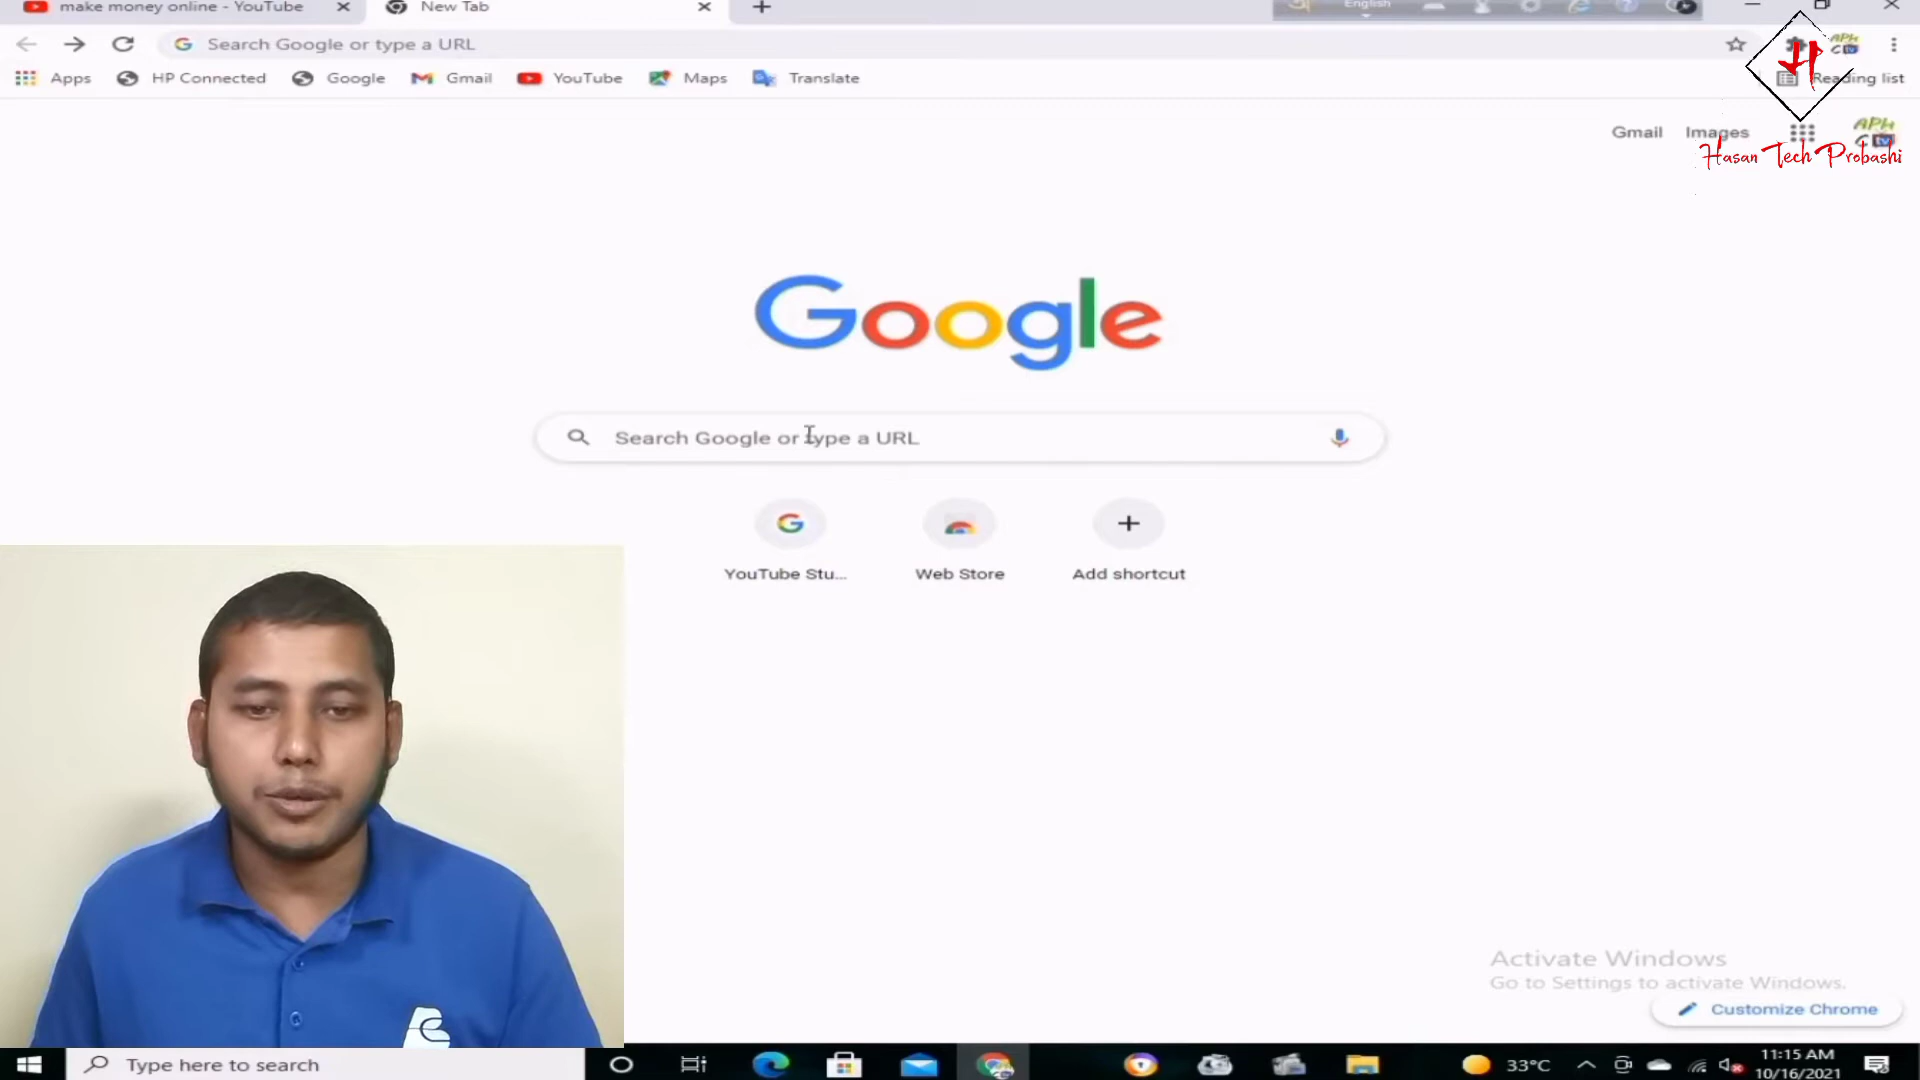 make money online - YouTube
New Tab
English
Search Google or type a URL
Apps
HP Connected
Google
Gmail
YouTube
Maps
Translate
Reading list
H
Gmail
Images
Hasan Tech Probashi
Google
Search Google or type a URL
YouTube Stu...
Web Store
Add shortcut
Activate Windows
Go to Settings to activate Windows.
Customize Chrome
Type here to search
33°C
11:15 AM
10/16/2021